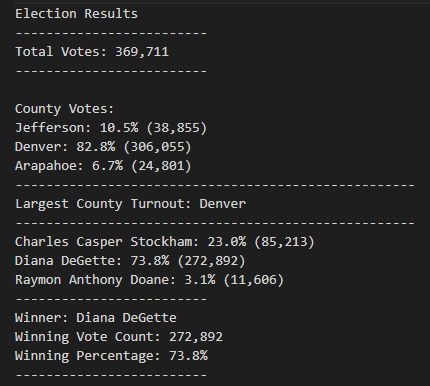 Election Results
-------------------------
Total Votes: 369,711
-------------------------
County Votes:
Jefferson: 10.5% (38,855)
Denver: 82.8% (306,055)
Arapahoe: 6.7% (24,801)
----------------------------------------------------
Largest County Turnout: Denver
----------------------------------------------------
Charles Casper Stockham: 23.0% (85,213)
Diana DeGette: 73.8% (272,892)
Raymon Anthony Doane: 3.1% (11,606)
-------------------------
Winner: Diana DeGette
Winning Vote Count: 272,892
Winning Percentage: 73.8%
-------------------------